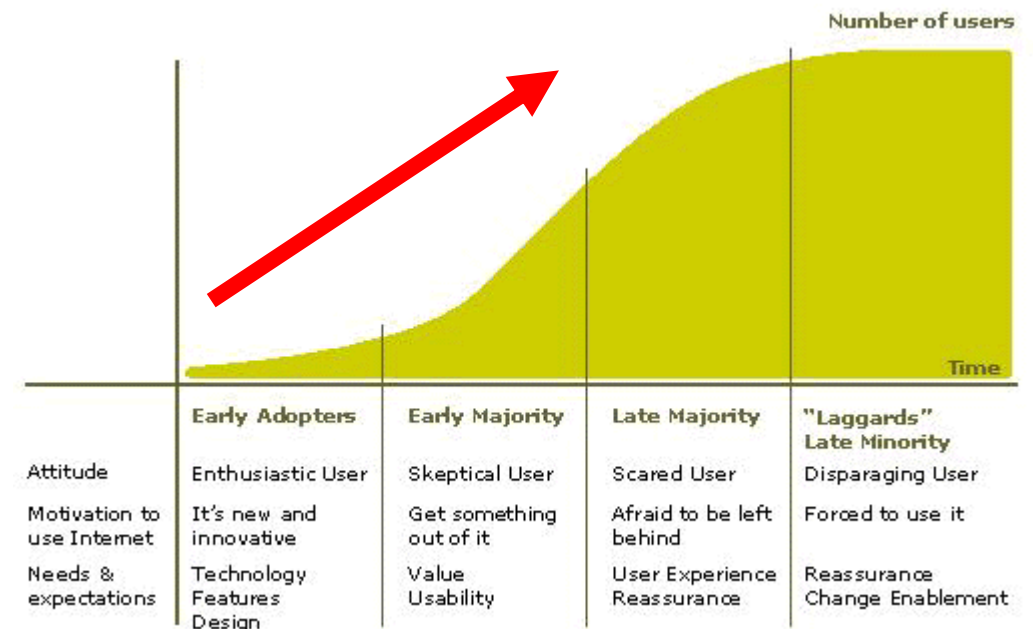 Number of users
Time
Early Adopters
Early Majority
Late Majority
“Laggards”
Late Minority
Attitude
Enthusiastic User
Skeptical User
Scared User
Disparaging User
Motivation to
use Internet
It’s new and
innovative
Get something
out of it
Afraid to be left
behind
Forced to use it
Needs &
expectations
Technology
Features
Design
Value
Usability
User Experience
Reassurance
Reassurance
Change Enablement